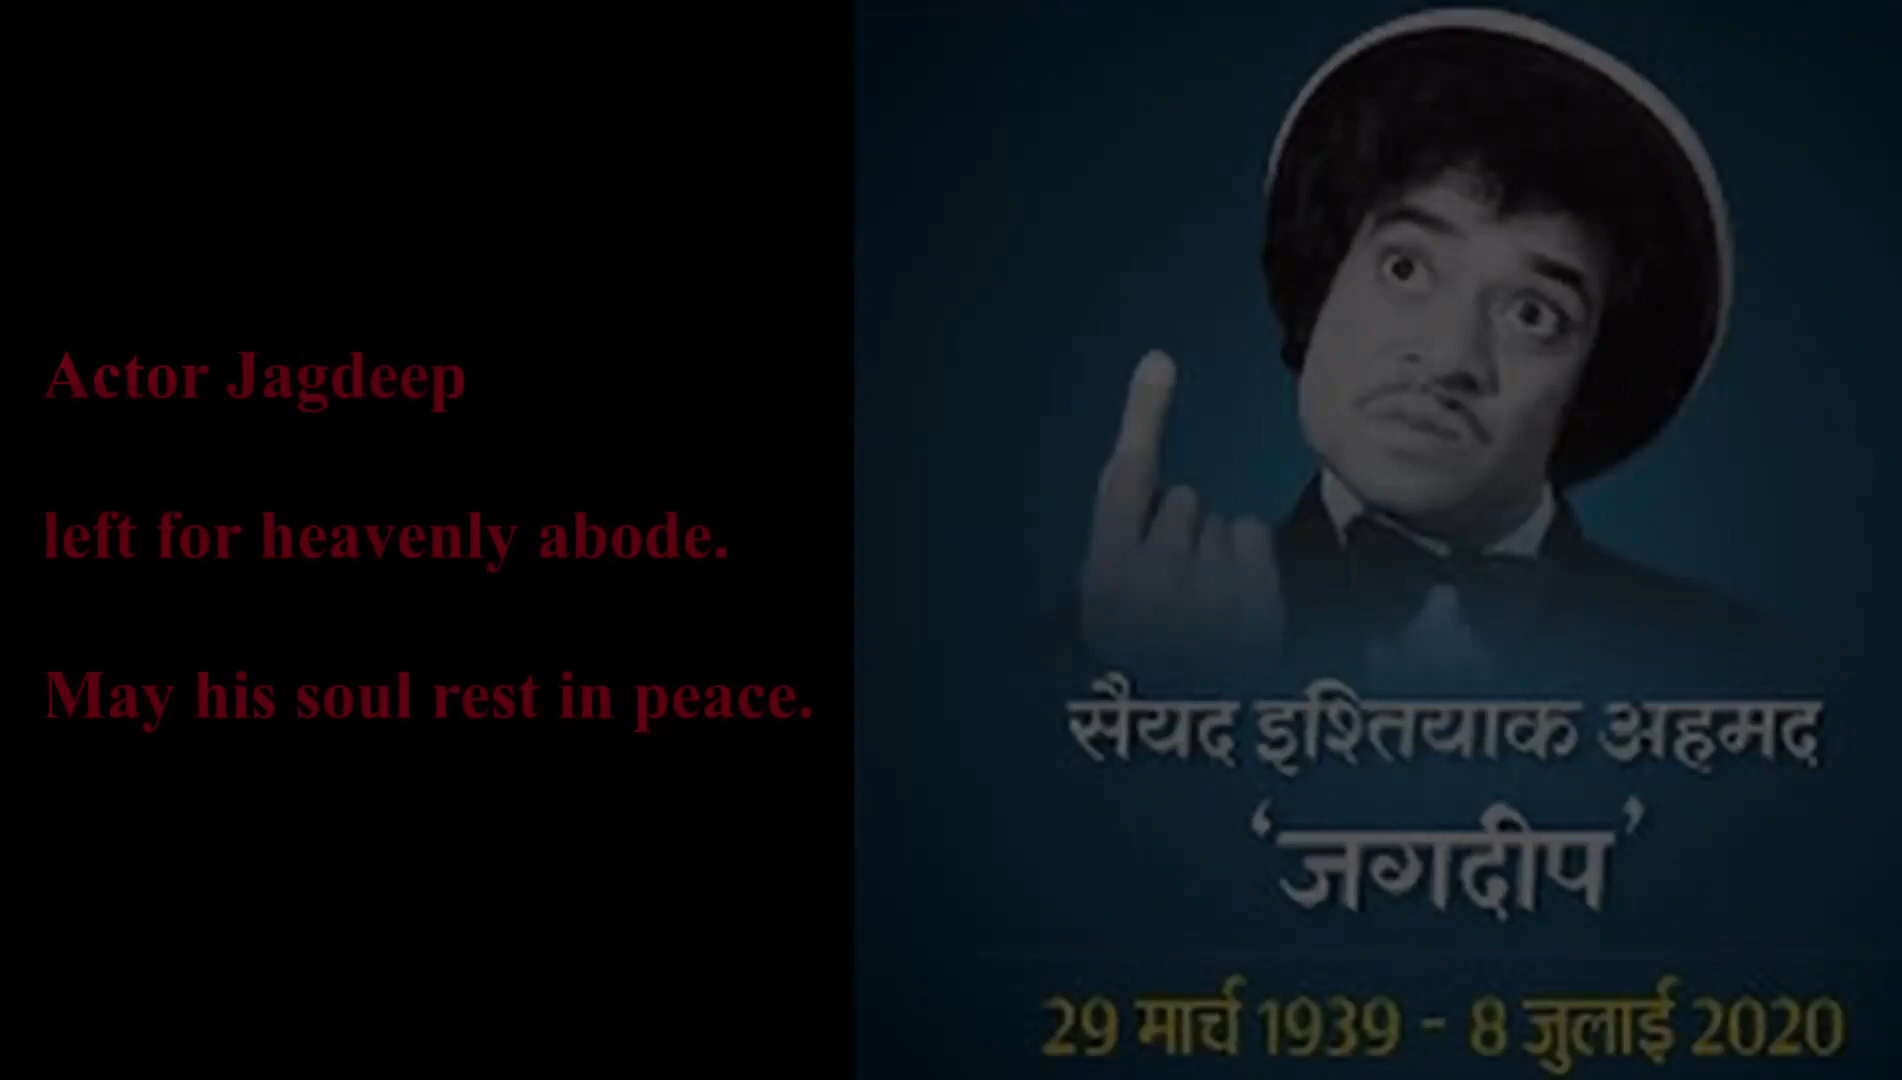 Actor Jagdeep
left for heavenly abode.
May his soul rest in peace.
सैयद इश्तियाक अहमद
‘जगदीप’
29 मार्च 1939 - 8 जुलाई 2020